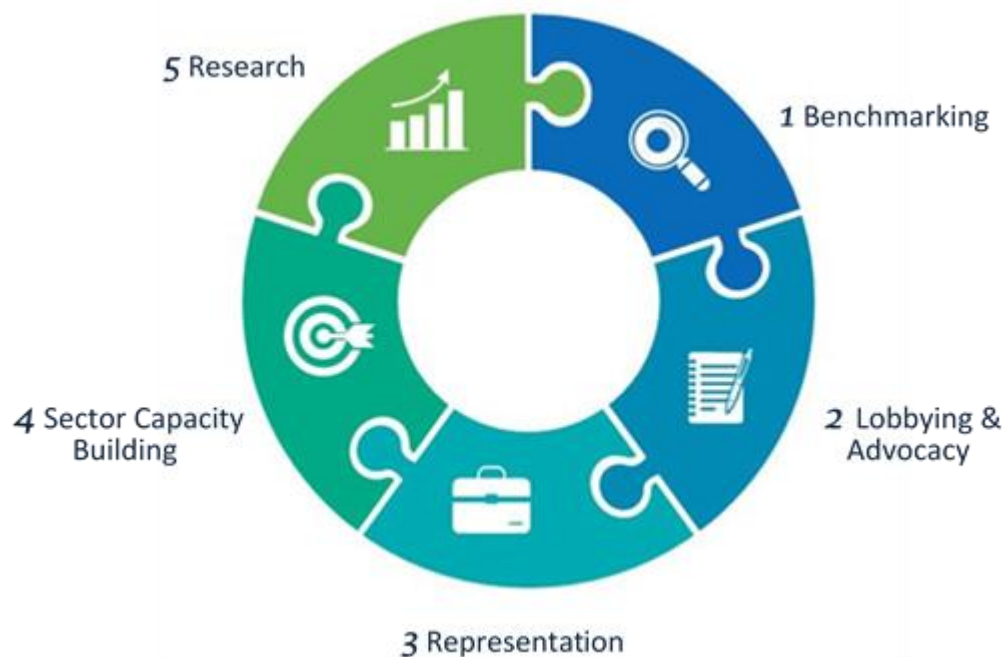 1 Benchmarking
2 Lobbying &
Advocacy
3 Representation
4 Sector Capacity
Building
5 Research